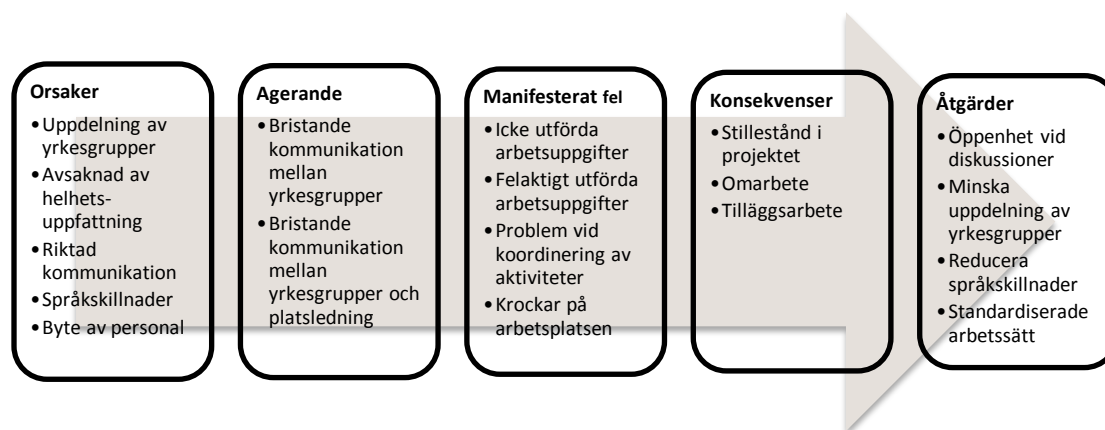 Orsaker
•Uppdelning av
yrkesgrupper
•Avsaknad av
helhets-
uppfattning
•Riktad
kommunikation
•Språkskillnader
•Byte av personal
Agerande
•Bristande
kommunikation
mellan
yrkesgrupper
•Bristande
kommunikation
mellan
yrkesgrupper och
platsledning
Manifesterat fel
•Icke utförda
arbetsuppgifter
•Felaktigt utförda
arbetsuppgifter
•Problem vid
koordinering av
aktiviteter
•Krockar på
arbetsplatsen
Konsekvenser
•Stillestånd i
projektet
•Omarbete
•Tilläggsarbete
Åtgärder
•Öppenhet vid
diskussioner
•Minska
uppdelning av
yrkesgrupper
•Reducera
språkskillnader
•Standardiserade
arbetssätt